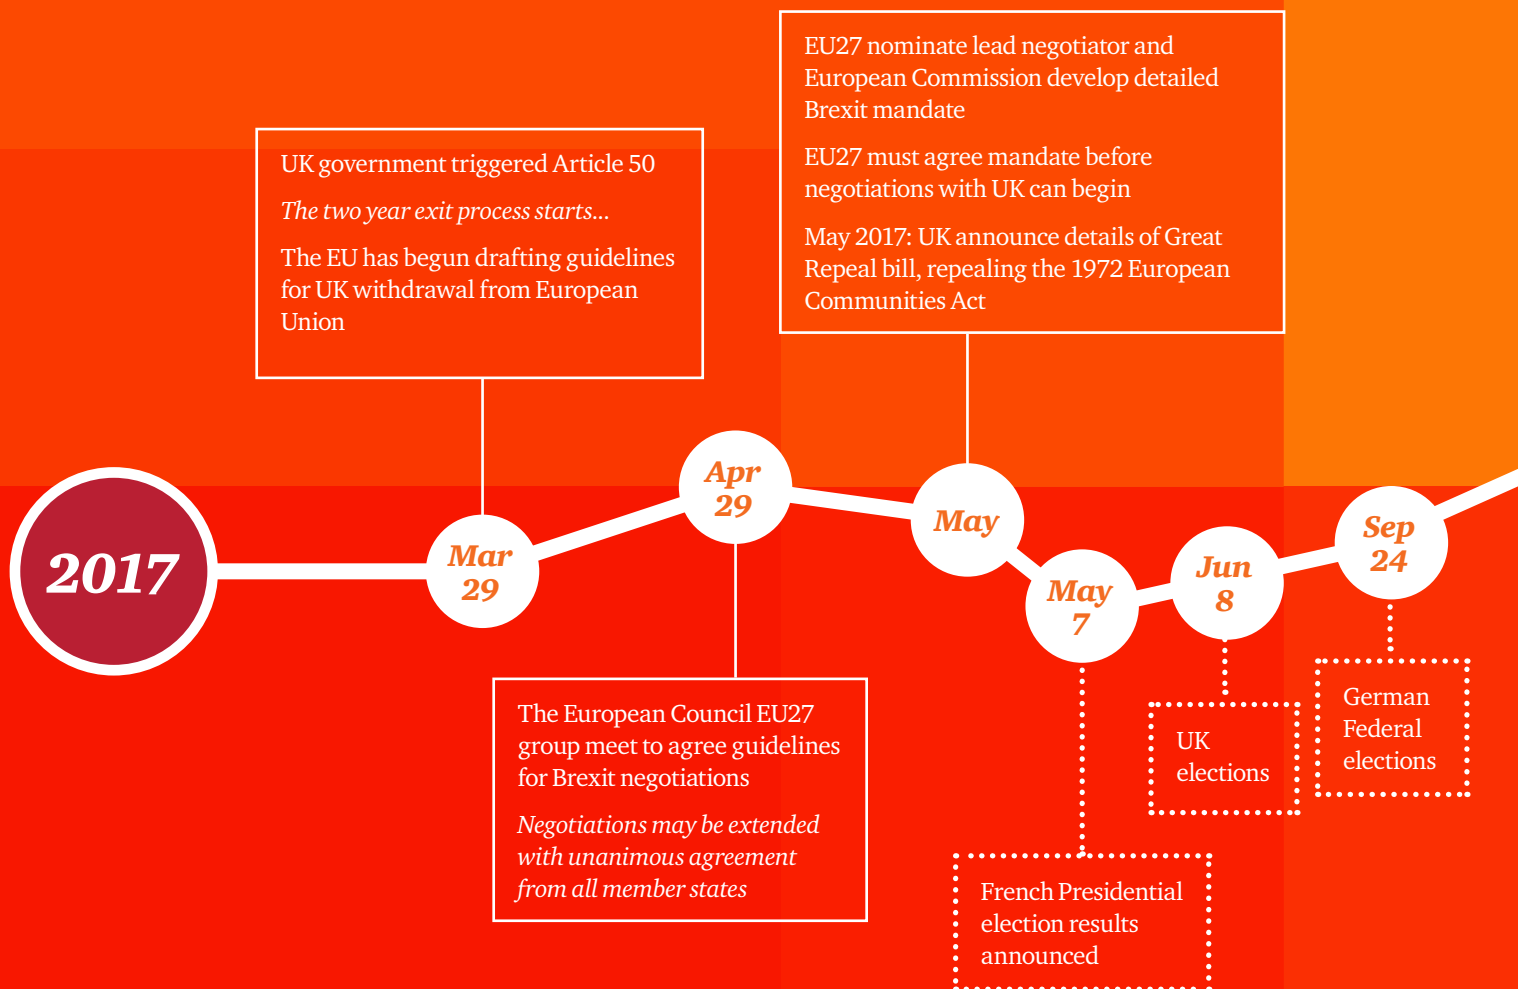 EU27 nominate lead negotiator and
European Commission develop detailed
Brexit mandate
EU27 must agree mandate before
negotiations with UK can begin
May 2017: UK announce details of Great
Repeal bill, repealing the 1972 European
Communities Act
UK government triggered Article 50
The two year exit process starts...
The EU has begun drafting guidelines
for UK withdrawal from European
Union
2017
Mar
29
Apr
29
May
May
7
Jun
8
Sep
24
The European Council EU27
group meet to agree guidelines
for Brexit negotiations
Negotiations may be extended
with unanimous agreement
from all member states
French Presidential
election results
announced
UK
elections
German
Federal
elections